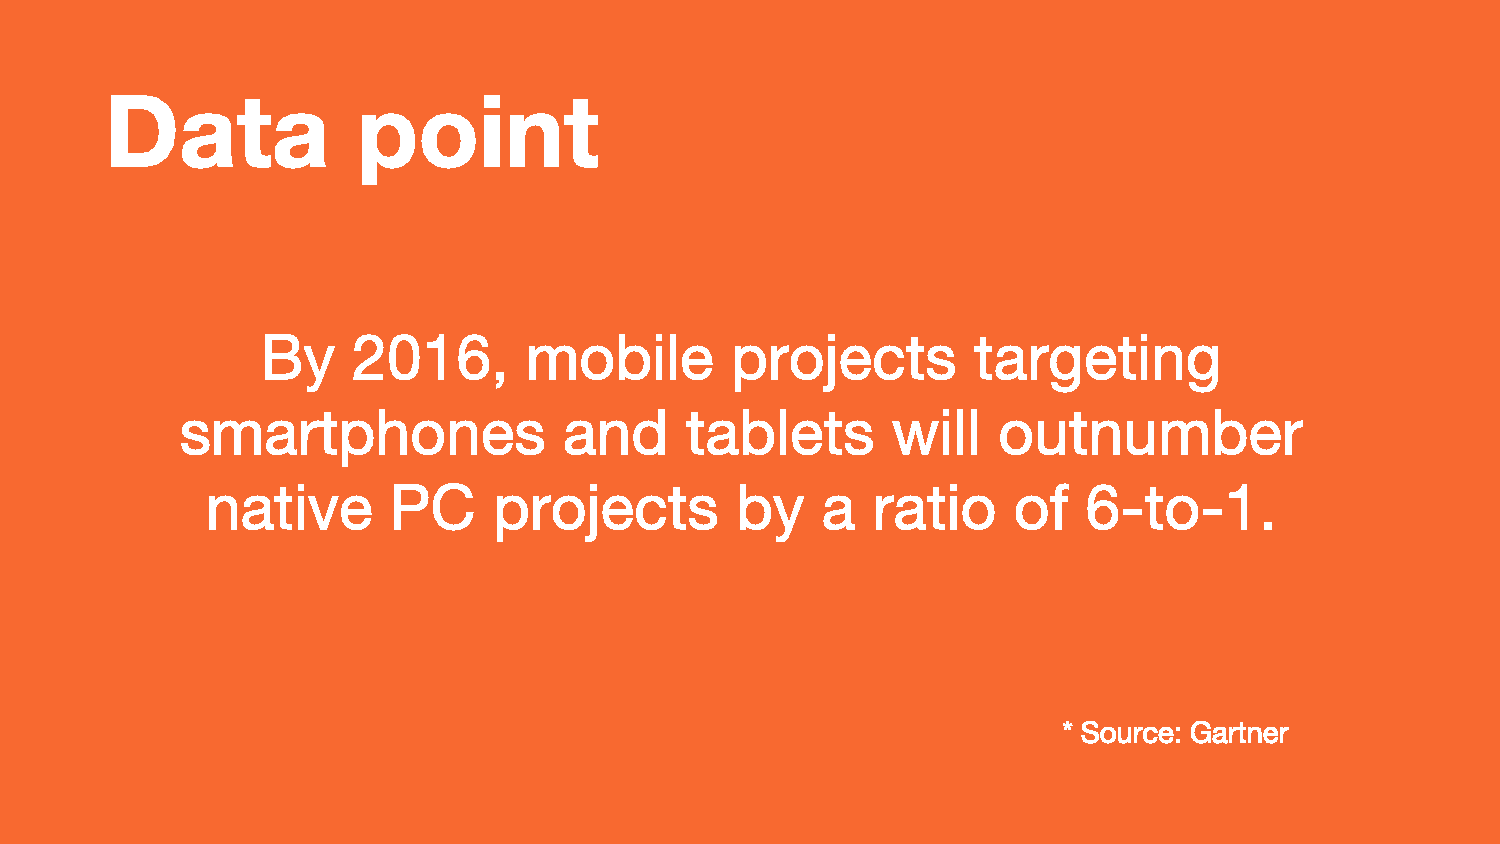 Data point
By 2016, mobile projects targeting
smartphones and tablets will outnumber
native PC projects by a ratio of 6-to-1.
* Source: Gartner